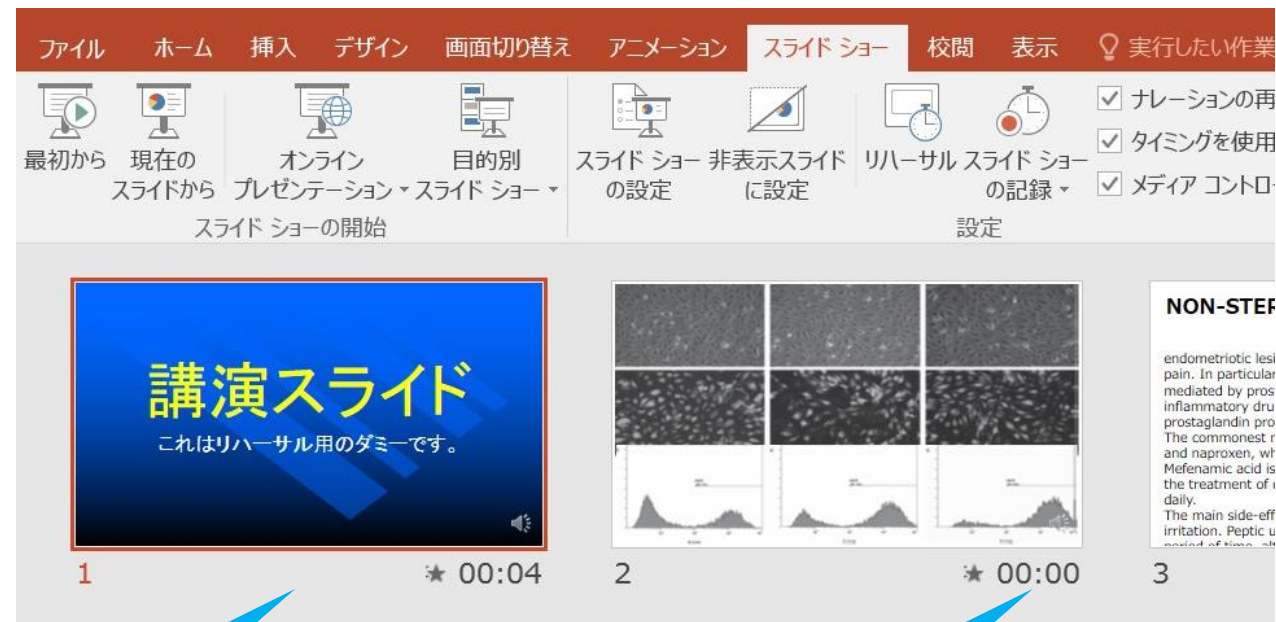 ファイル ホーム 挿入 デザイン 画面切り替え アニメーション スライド ショー 校閲 表示 実行したい作業
最初から
現在の
スライドから
オンライン
プレゼンテーション
目的別
スライド ショー
スライド ショー
の設定
非表示スライド
に設定
リハーサル
スライド ショー
の記録
ナレーションの再
タイミングを使用
メディア コントロ
スライド ショーの開始
設定
講演スライド
これはリハーサル用のダミーです。
1
00:04
2
00:00
NON-STER
endometriotic lesi
pain. In particular
mediated by pros
inflammatory dru
prostaglandin pro
The commonest r
and naproxen, wh
Mefenamic acid is
the treatment of
daily.
The main side-eff
irritation. Peptic u
3